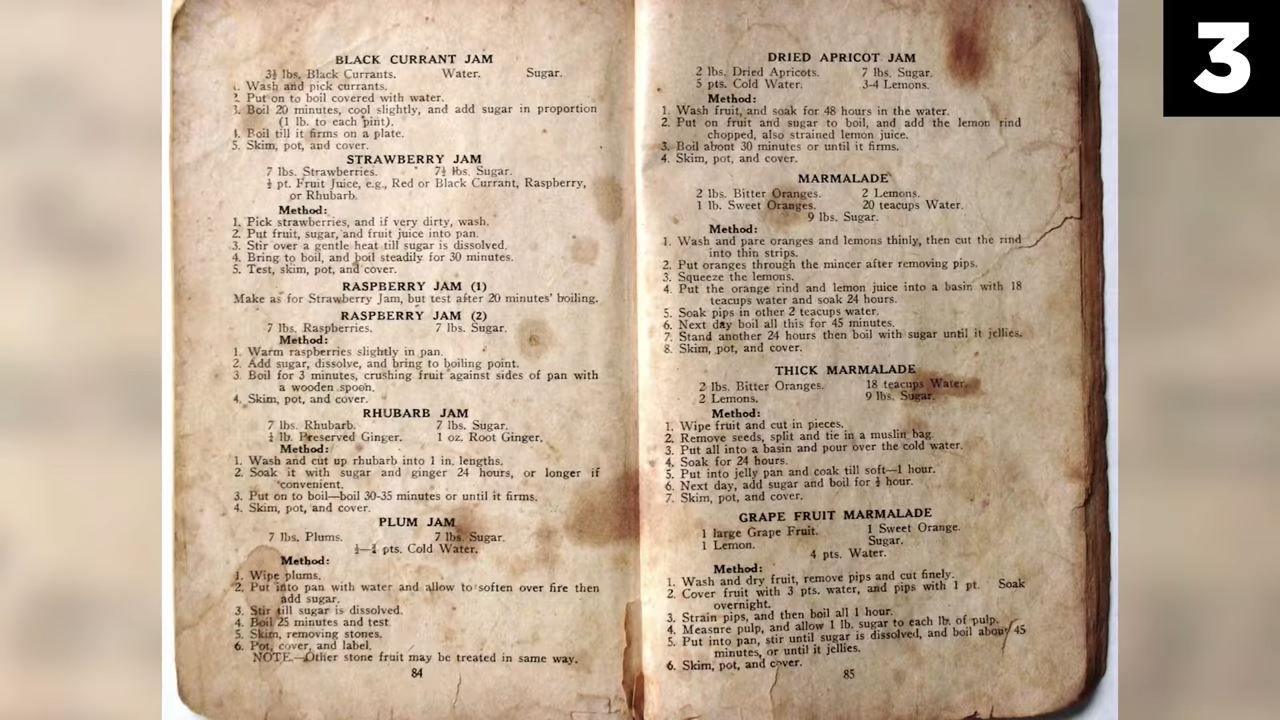 3
BLACK CURRANT JAM
3½ lbs. Black Currants. Water. Sugar.
1. Wash and pick currants.
2. Put on to boil covered with water.
3. Boil 20 minutes, cool slightly, and add sugar in proportion
(1 lb. to each pint).
4. Boil till it firms on a plate.
5. Skim, pot, and cover.
STRAWBERRY JAM
7 lbs. Strawberries. 7½ lbs. Sugar.
½ pt. Fruit Juice, e.g., Red or Black Currant, Raspberry,
or Rhubarb.
Method:
1. Pick strawberries, and if very dirty, wash.
2. Put fruit, sugar, and fruit juice into pan.
3. Stir over a gentle heat till sugar is dissolved.
4. Bring to boil, and boil steadily for 30 minutes.
5. Test, skim, pot, and cover.
RASPBERRY JAM (1)
Make as for Strawberry Jam, but test after 20 minutes' boiling.
RASPBERRY JAM (2)
7 lbs. Raspberries. 7 lbs. Sugar.
Method:
1. Warm raspberries slightly in pan.
2. Add sugar, dissolve, and bring to boiling point.
3. Boil for 3 minutes, crushing fruit against sides of pan with
a wooden spoon.
4. Skim, pot, and cover.
RHUBARB JAM
7 lbs. Rhubarb. 7 lbs. Sugar.
lb. Preserved Ginger. 1 oz. Root Ginger.
Method:
1. Wash and cut up rhubarb into 1 in. lengths.
2. Soak it with sugar and ginger 24 hours, or longer if
convenient.
3. Put on to boil—boil 30-35 minutes or until it firms.
4. Skim, pot, and cover.
PLUM JAM
7 lbs. Plums. 7 lbs. Sugar.
½—¾ pts. Cold Water.
Method:
1. Wipe plums.
2. Put into pan with water and allow to soften over fire then
add sugar.
3. Stir till sugar is dissolved.
4. Boil 25 minutes and test
5. Skim, removing stones.
6. Pot, cover, and label.
NOTE.—Other stone fruit may be treated in same way.
84
DRIED APRICOT JAM
2 lbs. Dried Apricots. 7 lbs. Sugar.
5 pts. Cold Water. 3-4 Lemons.
Method:
1. Wash fruit, and soak for 48 hours in the water.
2. Put on fruit and sugar to boil, and add the lemon rind
chopped, also strained lemon juice.
3. Boil about 30 minutes or until it firms.
4. Skim, pot, and cover.
MARMALADE
2 lbs. Bitter Oranges. 2 Lemons.
1 lb. Sweet Oranges. 20 teacups Water.
9 lbs. Sugar.
Method:
1. Wash and pare oranges and lemons thinly, then cut the rind
into thin strips.
2. Put oranges through the mincer after removing pips.
3. Squeeze the lemons.
4. Put the orange rind and lemon juice into a basin with 18
teacups water and soak 24 hours.
5. Soak pips in other 2 teacups water.
6. Next day boil all this for 45 minutes.
7. Stand another 24 hours then boil with sugar until it jellies.
8. Skim, pot, and cover.
THICK MARMALADE
2 lbs. Bitter Oranges. 18 teacups Water.
2 Lemons. 9 lbs. Sugar.
Method:
1. Wipe fruit and cut in pieces.
2. Remove seeds, split and tie in a muslin bag.
3. Put all into a basin and pour over the cold water.
4. Soak for 24 hours.
5. Put into jelly pan and coak till soft—1 hour.
6. Next day, add sugar and boil for ½ hour.
7. Skim, pot, and cover.
GRAPE FRUIT MARMALADE
1 large Grape Fruit. 1 Sweet Orange.
1 Lemon. Sugar.
4 pts. Water.
Method:
1. Wash and dry fruit, remove pips and cut finely.
2. Cover fruit with 3 pts. water, and pips with 1 pt. Soak
overnight.
3. Strain pips, and then boil all 1 hour.
4. Measure pulp, and allow 1 lb. sugar to each lb. of pulp.
5. Put into pan, stir until sugar is dissolved, and boil about 45
minutes, or until it jellies.
6. Skim, pot, and cover.
85